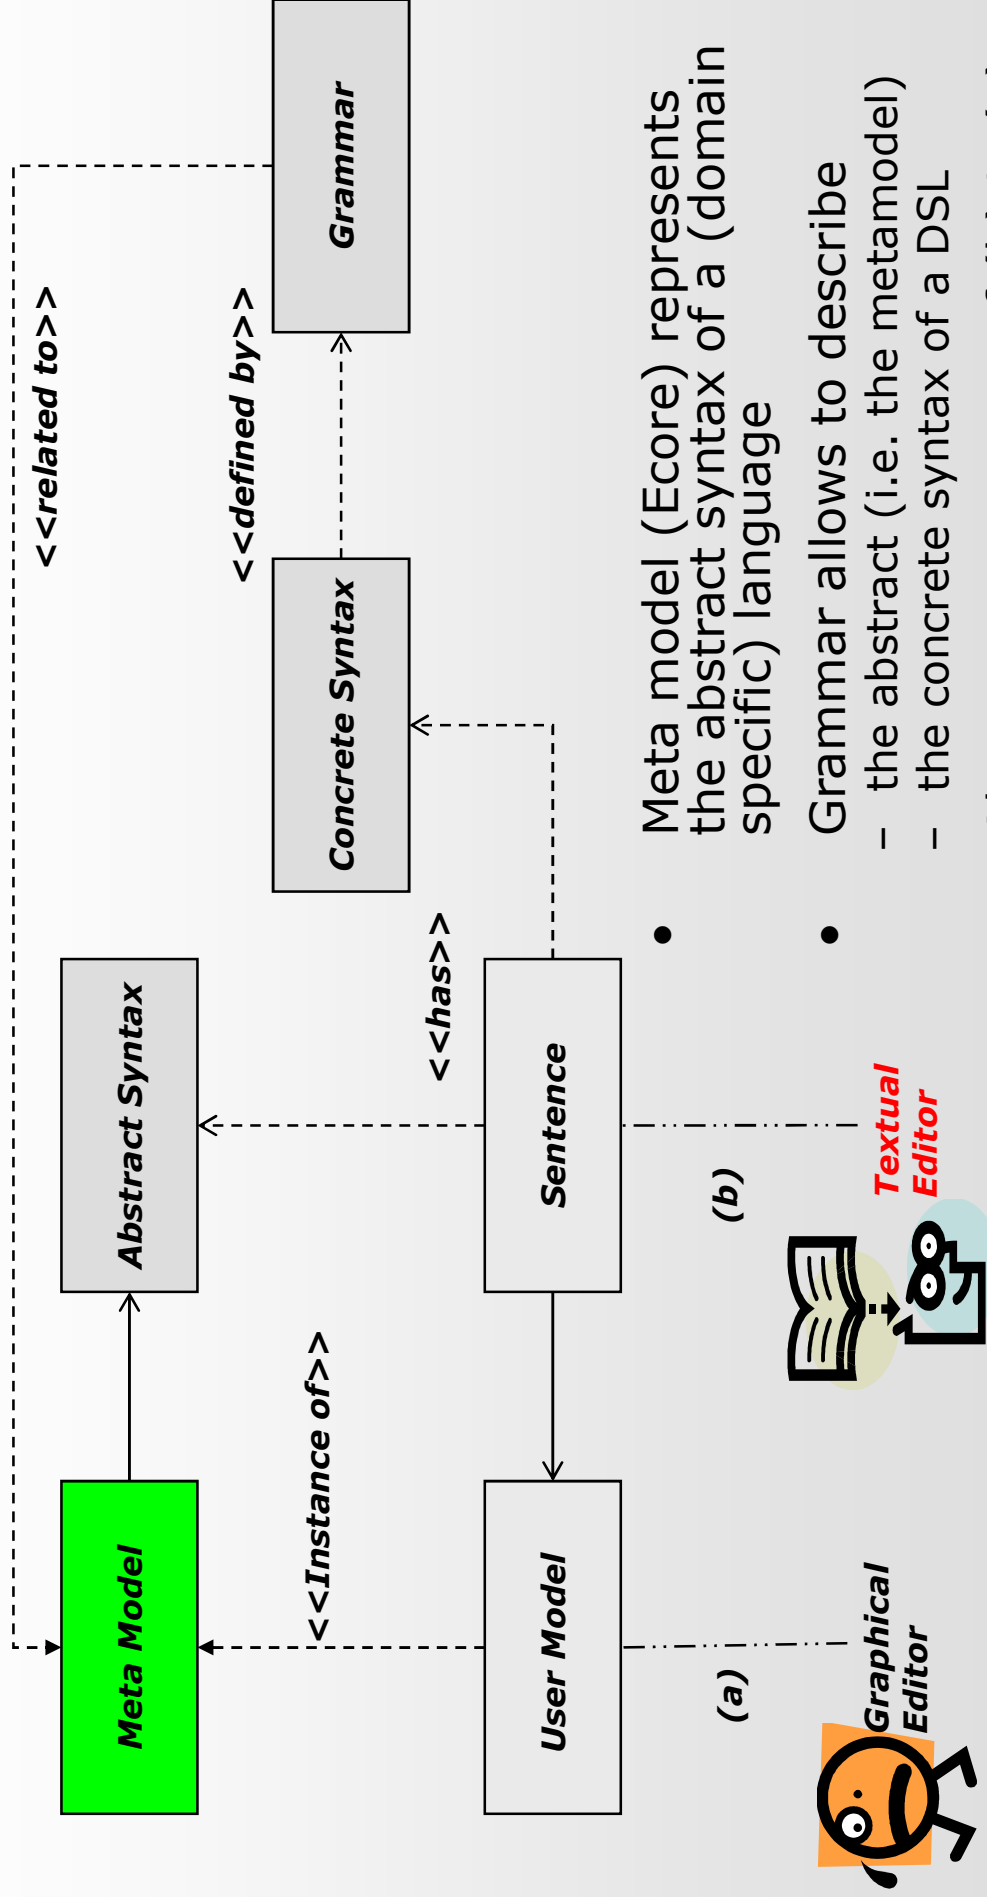 <<related to>>
Meta Model
Abstract Syntax
<<defined by>>
<<Instance of>>
Concrete Syntax
Grammar
<<has>>
User Model
Sentence
(a)
(b)
Graphical
Editor
Textual
Editor
• Meta model (Ecore) represents
the abstract syntax of a (domain
specific) language
• Grammar allows to describe
– the abstract (i.e. the metamodel)
– the concrete syntax of a DSL